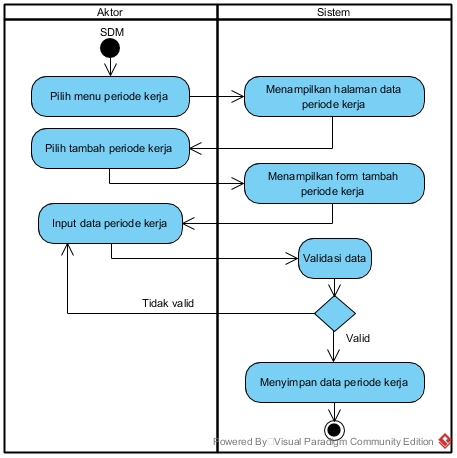 Aktor
Sistem
SDM
Pilih menu periode kerja
Menampilkan halaman data
periode kerja
Pilih tambah periode kerja
Menampilkan form tambah
periode kerja
Input data periode kerja
Validasi data
Tidak valid
Valid
Menyimpan data periode kerja
Powered By Visual Paradigm Community Edition